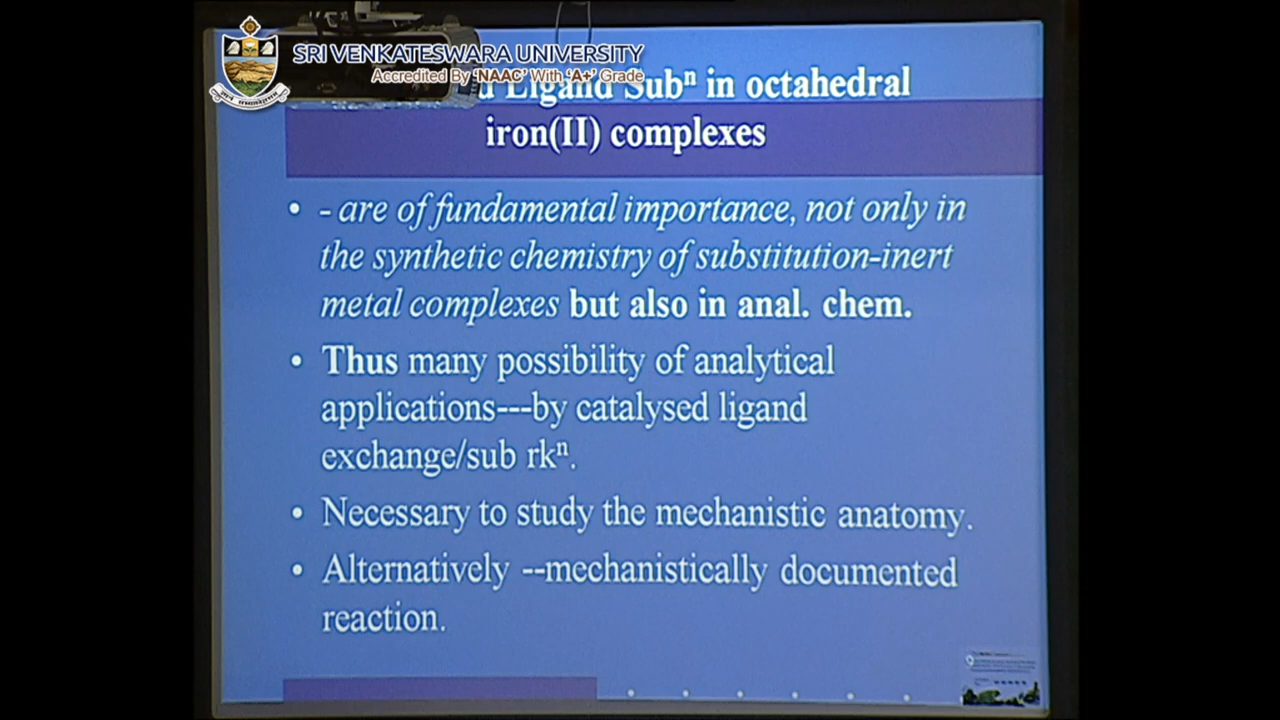 SRI VENKATESWARA UNIVERSITY
Accredited By 'NAAC' With 'A+' Grade
Ligand Subⁿ in octahedral
iron(II) complexes
• - are of fundamental importance, not only in
the synthetic chemistry of substitution-inert
metal complexes but also in anal. chem.
• Thus many possibility of analytical
applications---by catalysed ligand
exchange/sub rkⁿ.
• Necessary to study the mechanistic anatomy.
• Alternatively --mechanistically documented
reaction.